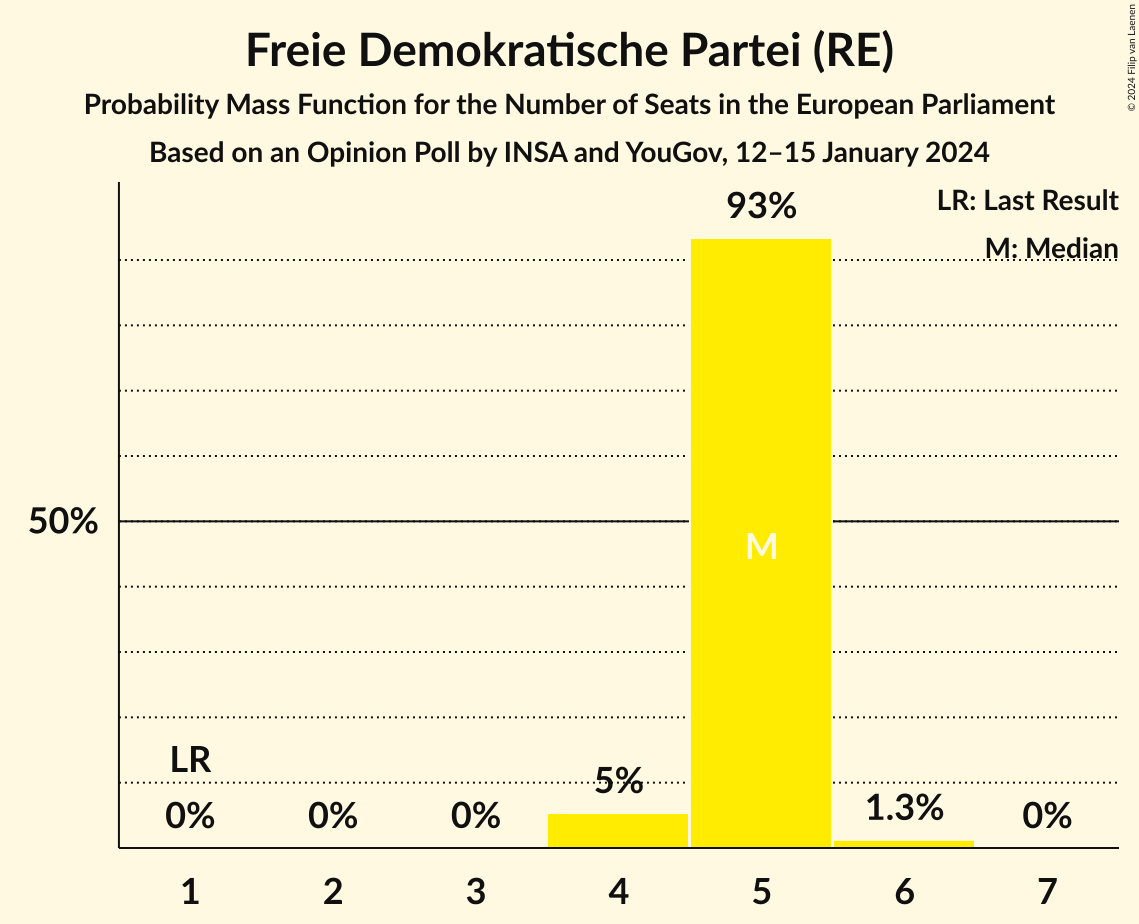 Freie Demokratische Partei (RE)
Probability Mass Function for the Number of Seats in the European Parliament
Based on an Opinion Poll by INSA and YouGov, 12–15 January 2024
© 2024 Filip van Laenen
LR: Last Result
M: Median
93%
50%
M
LR
0%
0%
0%
5%
1.3%
0%
1
2
3
4
5
6
7